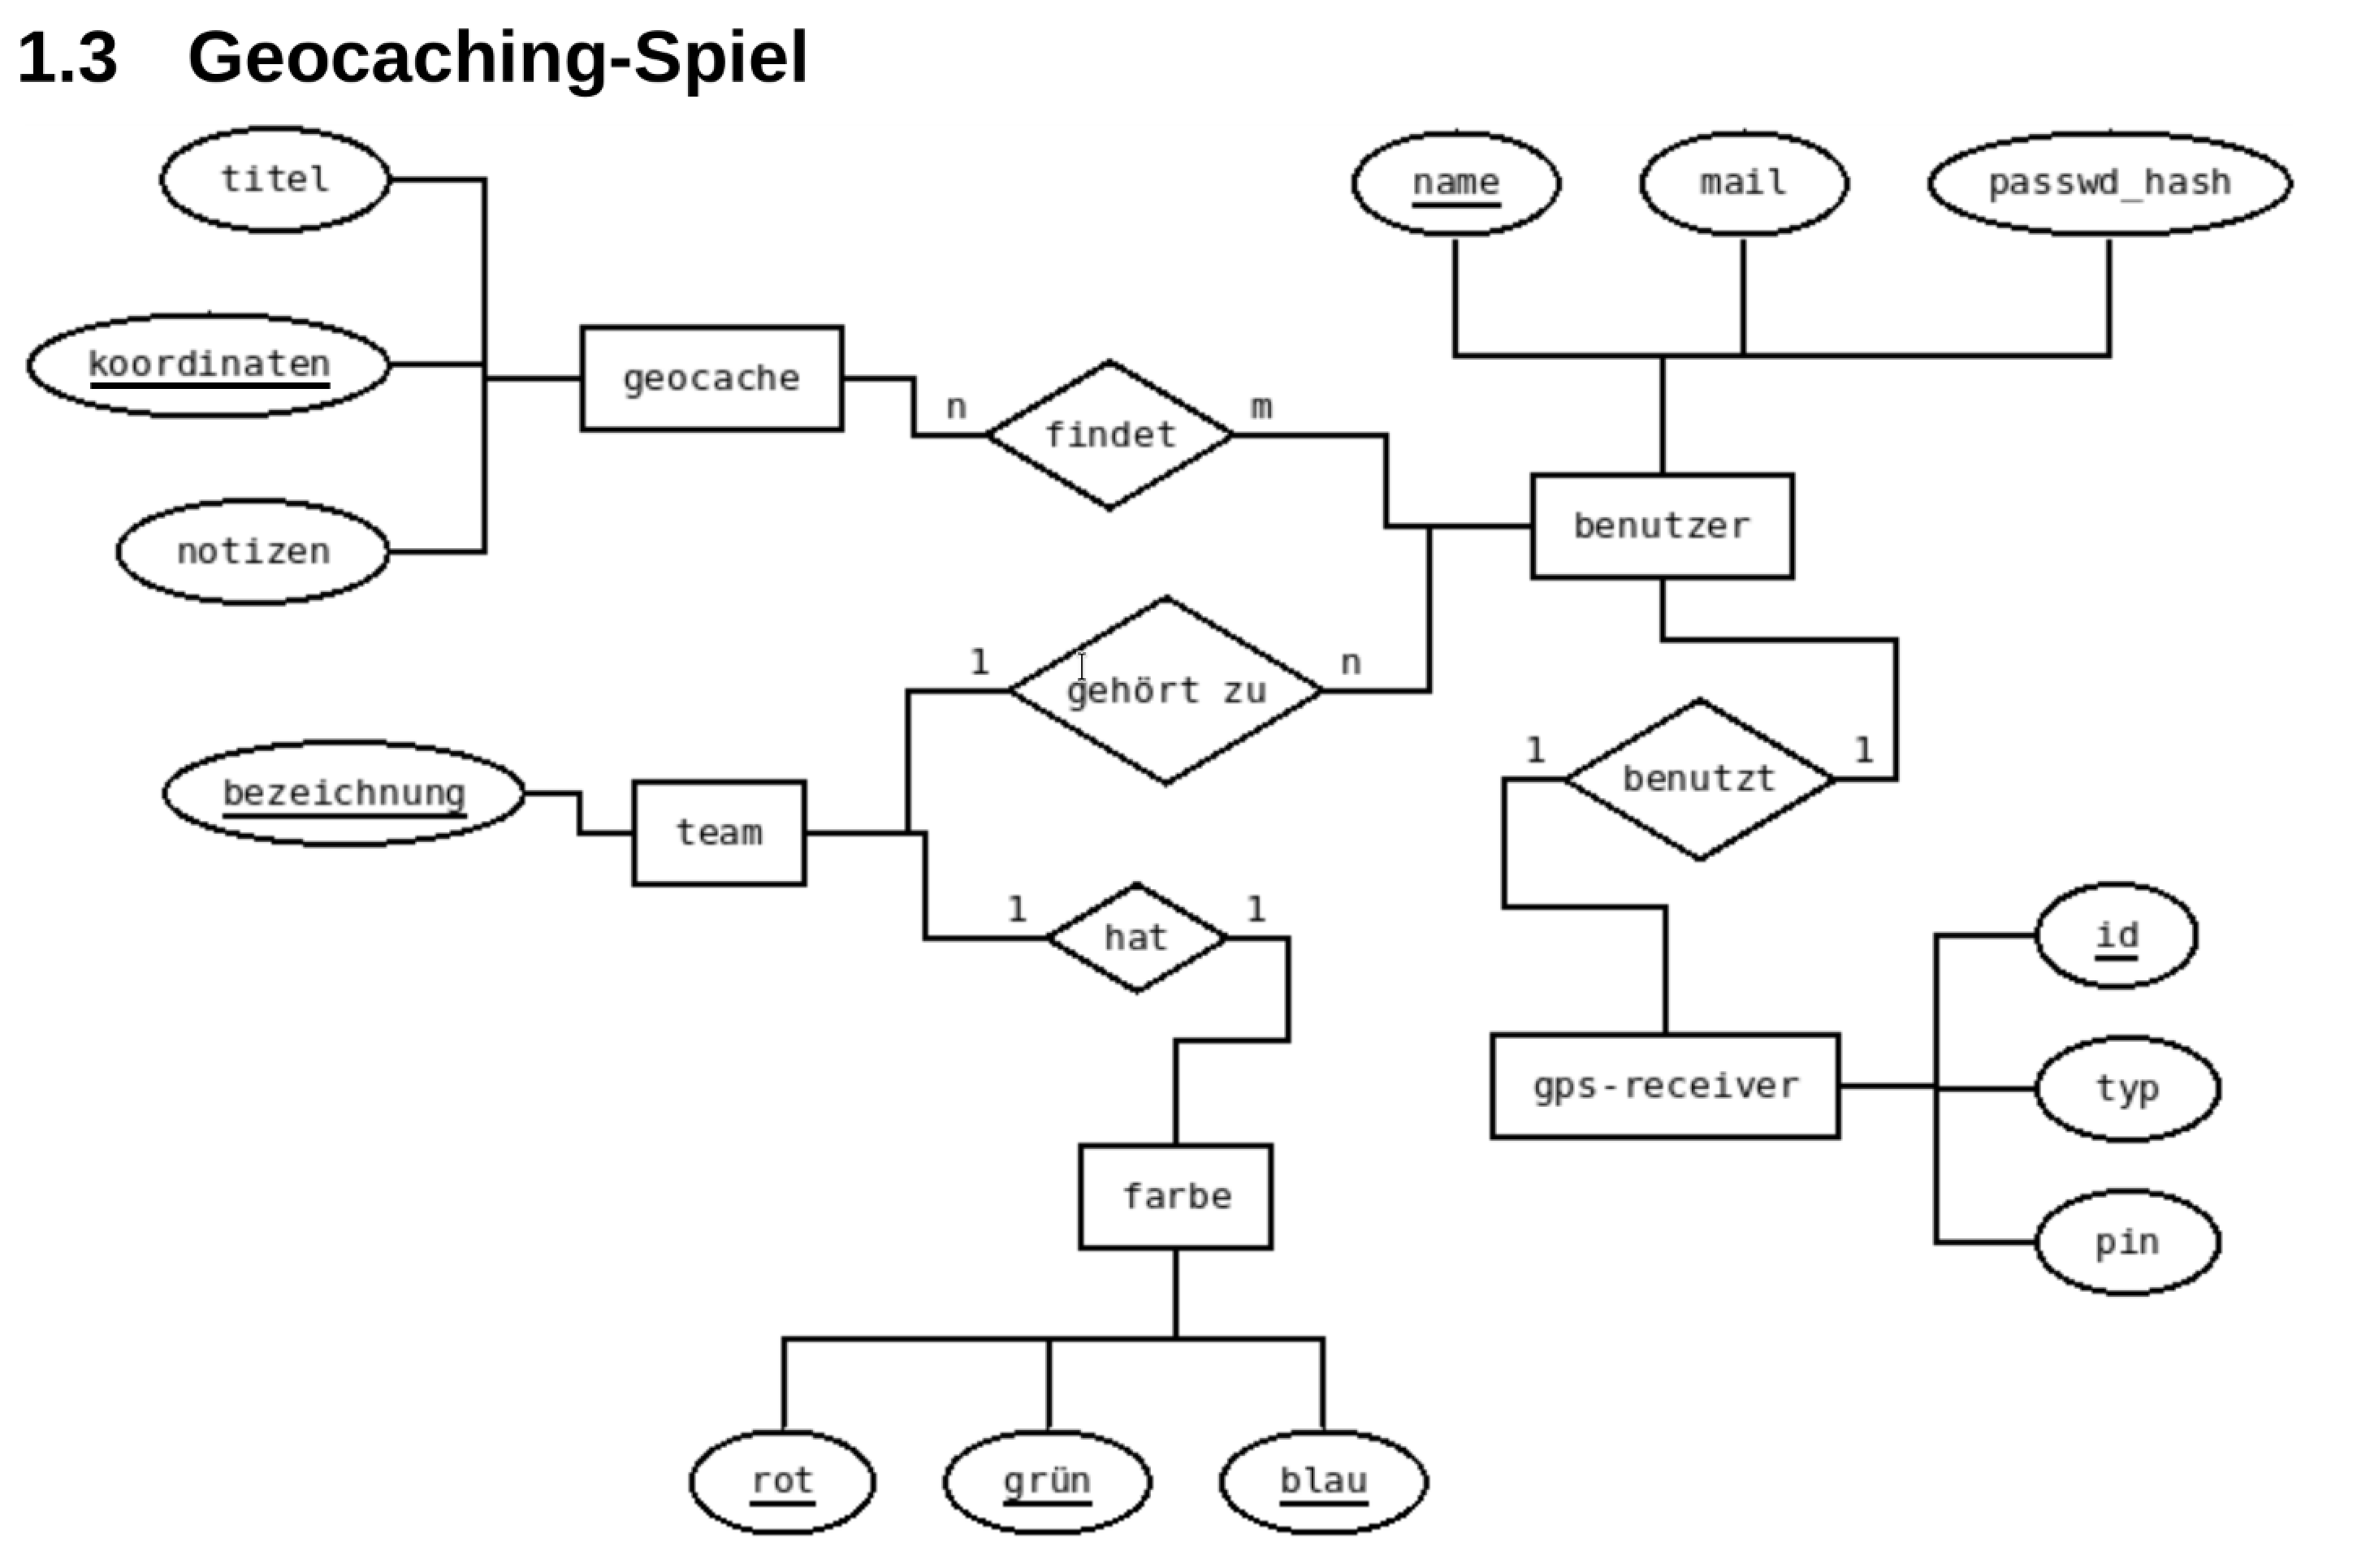 1.3 Geocaching-Spiel
titel
name
mail
passwd_hash
koordinaten
geocache
n
findet
m
notizen
benutzer
1
gehört zu
n
bezeichnung
team
1
benutzt
1
1
hat
1
id
gps-receiver
typ
farbe
pin
rot
grün
blau